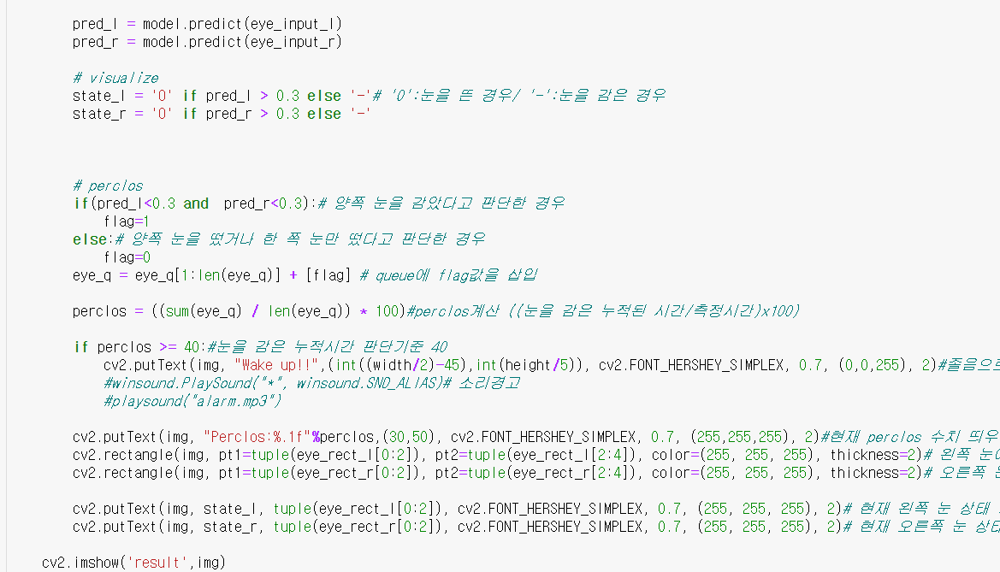 pred_l = model.predict(eye_input_l)
pred_r = model.predict(eye_input_r)
# visualize
state_l = 'O' if pred_l > 0.3 else '-'# 'O':눈을 뜬 경우/ '-':눈을 감은 경우
state_r = 'O' if pred_r > 0.3 else '-'
# perclos
if(pred_l<0.3 and  pred_r<0.3):# 양쪽 눈을 감았다고 판단한 경우
flag=1
else:# 양쪽 눈을 떴거나 한 쪽 눈만 떴다고 판단한 경우
flag=0
eye_q = eye_q[1:len(eye_q)] + [flag] # queue에 flag값을 삽입
perclos = ((sum(eye_q) / len(eye_q)) * 100)#perclos계산 ((눈을 감은 누적된 시간/측정시간)x100)
if perclos >= 40:#눈을 감은 누적시간 판단기준 40
cv2.putText(img, "Wake up!!",(int((width/2)-45),int(height/5)), cv2.FONT_HERSHEY_SIMPLEX, 0.7, (0,0,255), 2)#졸음으로
#winsound.PlaySound("*", winsound.SND_ALIAS)# 소리경고
#playsound("alarm.mp3")
cv2.putText(img, "Perclos:%.1f"%perclos,(30,50), cv2.FONT_HERSHEY_SIMPLEX, 0.7, (255,255,255), 2)#현재 perclos 수치 띄우
cv2.rectangle(img, pt1=tuple(eye_rect_l[0:2]), pt2=tuple(eye_rect_l[2:4]), color=(255, 255, 255), thickness=2)# 왼쪽
cv2.rectangle(img, pt1=tuple(eye_rect_r[0:2]), pt2=tuple(eye_rect_r[2:4]), color=(255, 255, 255), thickness=2)# 오른쪽
cv2.putText(img, state_l, tuple(eye_rect_l[0:2]), cv2.FONT_HERSHEY_SIMPLEX, 0.7, (255, 255, 255), 2)# 현재 왼쪽 눈 상태
cv2.putText(img, state_r, tuple(eye_rect_r[0:2]), cv2.FONT_HERSHEY_SIMPLEX, 0.7, (255, 255, 255), 2)# 현재 오른쪽 눈 상태
cv2.imshow('result',img)